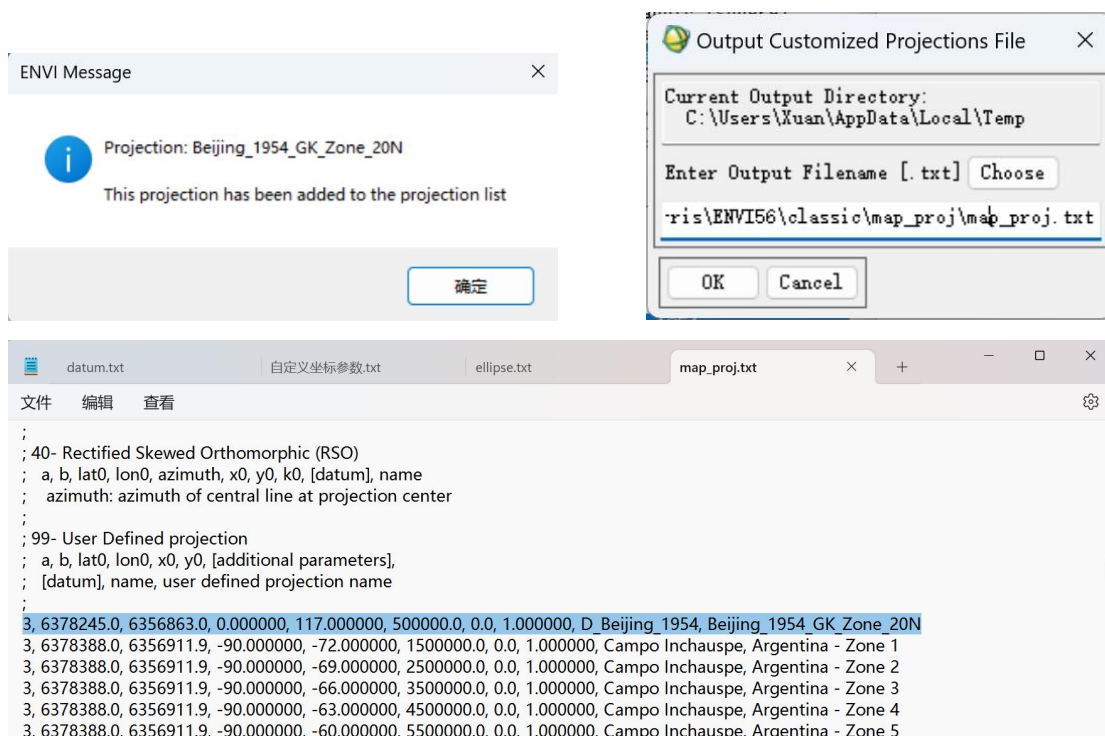 ENVI Message
Projection: Beijing_1954_GK_Zone_20N
This projection has been added to the projection list
确定
Output Customized Projections File
Current Output Directory:
C:\Users\Xuan\AppData\Local\Temp
Enter Output Filename [.txt] Choose
ris\ENVI56\classic\map_proj\map_proj.txt
OK Cancel
datum.txt 自定义坐标参数.txt ellipse.txt map_proj.txt
文件 编辑 查看
;
; 40- Rectified Skewed Orthomorphic (RSO)
; a, b, lat0, lon0, azimuth, x0, y0, k0, [datum], name
; azimuth: azimuth of central line at projection center
;
; 99- User Defined projection
; a, b, lat0, lon0, x0, y0, [additional parameters],
; [datum], name, user defined projection name
;
3, 6378245.0, 6356863.0, 0.000000, 117.000000, 500000.0, 0.0, 1.000000, D_Beijing_1954, Beijing_1954_GK_Zone_20N
3, 6378388.0, 6356911.9, -90.000000, -72.000000, 1500000.0, 0.0, 1.000000, Campo Inchauspe, Argentina - Zone 1
3, 6378388.0, 6356911.9, -90.000000, -69.000000, 2500000.0, 0.0, 1.000000, Campo Inchauspe, Argentina - Zone 2
3, 6378388.0, 6356911.9, -90.000000, -66.000000, 3500000.0, 0.0, 1.000000, Campo Inchauspe, Argentina - Zone 3
3, 6378388.0, 6356911.9, -90.000000, -63.000000, 4500000.0, 0.0, 1.000000, Campo Inchauspe, Argentina - Zone 4
3, 6378388.0, 6356911.9, -90.000000, -60.000000, 5500000.0, 0.0, 1.000000, Campo Inchauspe, Argentina - Zone 5